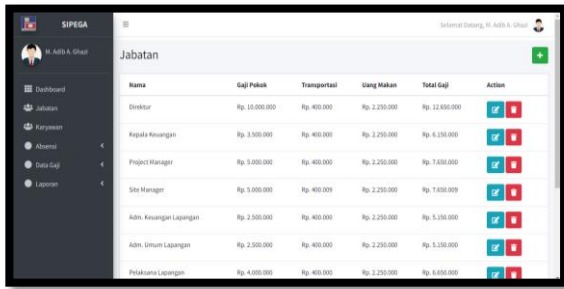 SIPEGA
Selamat Datang, M. Adib A. Ghazi
M. Adib A. Ghazi
Jabatan
Dashboard
Jabatan
Karyawan
Absensi
Data Gaji
Laporan
Nama Gaji Pokok Transportasi Uang Makan Total Gaji Action
Direktur Rp. 10.000.000 Rp. 400.000 Rp. 2.250.000 Rp. 12.650.000
Kepala Keuangan Rp. 3.500.000 Rp. 400.000 Rp. 2.250.000 Rp. 6.150.000
Project Manager Rp. 5.000.000 Rp. 400.000 Rp. 2.250.000 Rp. 7.650.000
Site Manager Rp. 5.000.000 Rp. 400.009 Rp. 2.250.000 Rp. 7.650.009
Adm. Keuangan Lapangan Rp. 2.500.000 Rp. 400.000 Rp. 2.250.000 Rp. 5.150.000
Adm. Umum Lapangan Rp. 2.500.000 Rp. 400.000 Rp. 2.250.000 Rp. 5.150.000
Pelaksana Lapangan Rp. 4.000.000 Rp. 400.000 Rp. 2.250.000 Rp. 6.650.000